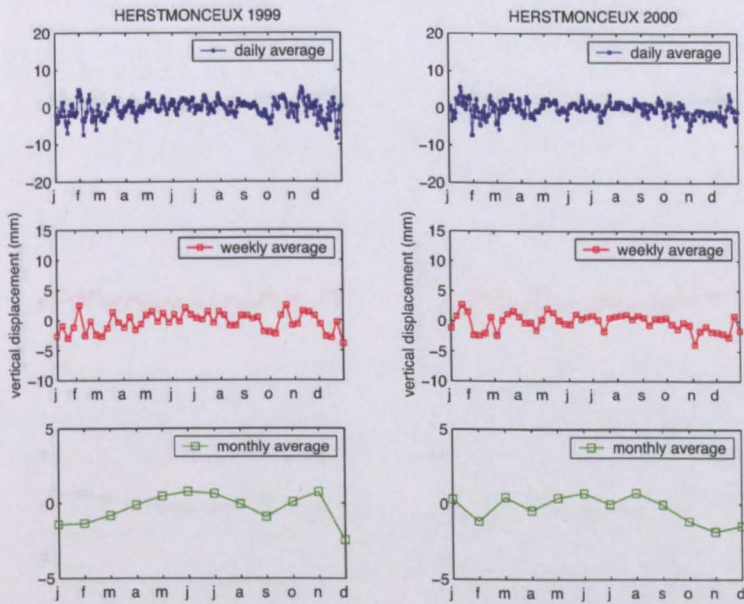 HERSTMONCEUX 1999
20
10
0
−10
−20
daily average
j f m a m j j a s o n d
HERSTMONCEUX 2000
20
10
0
−10
−20
daily average
j f m a m j j a s o n d
vertical displacement (mm)
15
10
5
0
−5
−10
weekly average
j f m a m j j a s o n d
vertical displacement (mm)
15
10
5
0
−5
−10
weekly average
j f m a m j j a s o n d
5
0
−5
monthly average
j f m a m j j a s o n d
5
0
−5
monthly average
j f m a m j j a s o n d